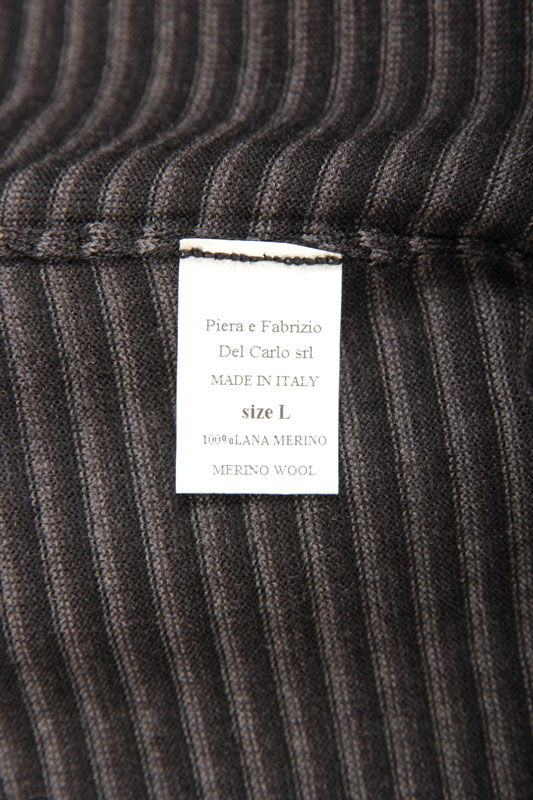 Piera e Fabrizio
Del Carlo srl
MADE IN ITALY
size L
100%LANA MERINO
MERINO WOOL